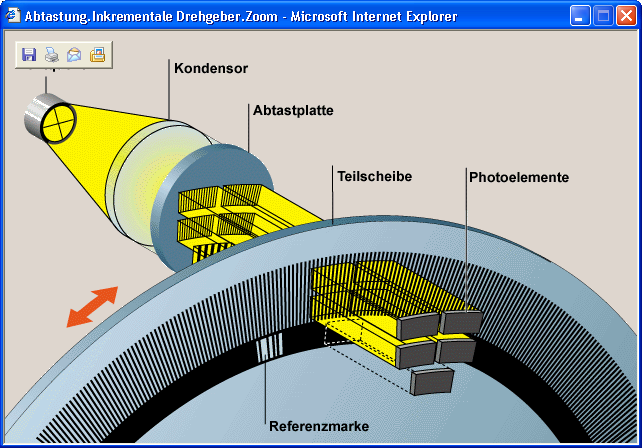 Abtastung.Inkrementale Drehgeber.Zoom - Microsoft Internet Explorer
Kondensor
Abtastplatte
Teilscheibe
Photoelemente
Referenzmarke